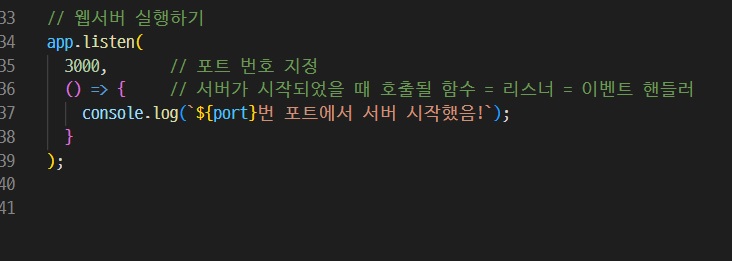 33 // 웹서버 실행하기
34 app.listen(
35 3000, // 포트 번호 지정
36 () => { // 서버가 시작되었을 때 호출될 함수 = 리스너 = 이벤트 핸들러
37 console.log(`${port}번 포트에서 서버 시작했음!`);
38 }
39 );
40
41